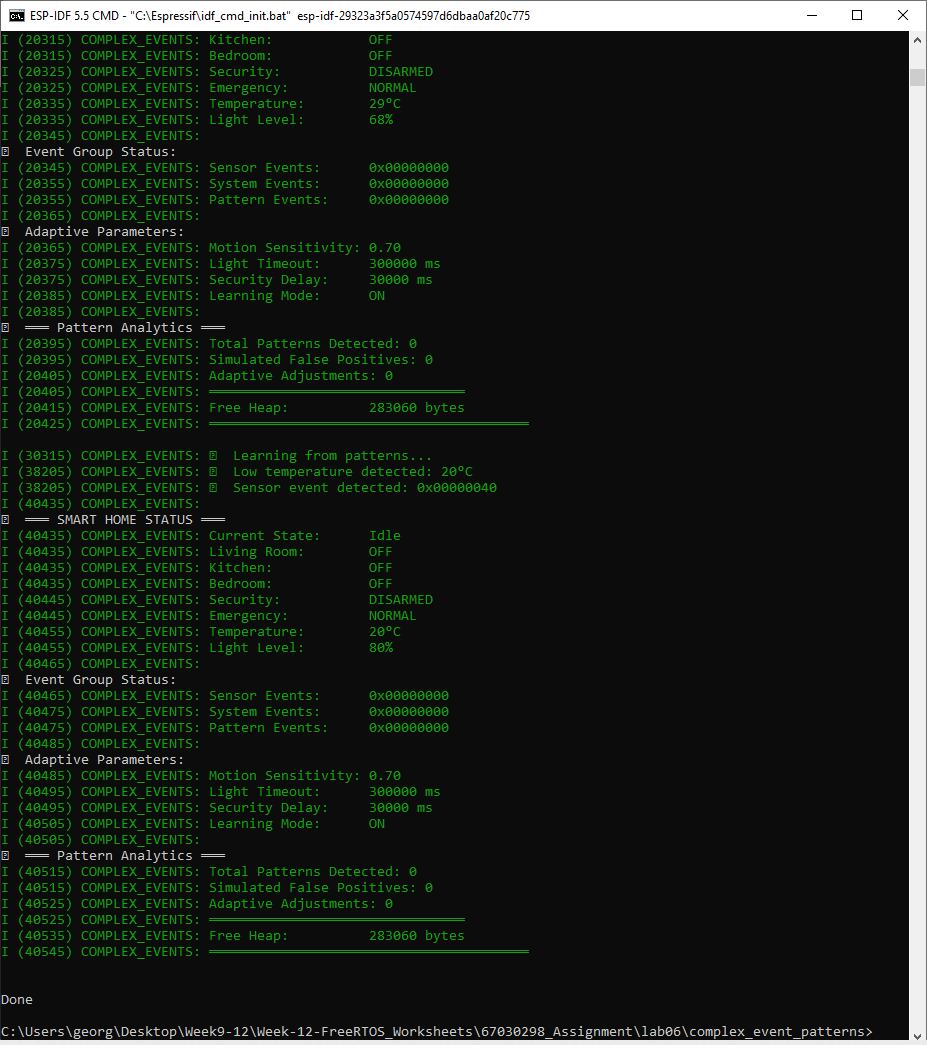 ESP-IDF 5.5 CMD - "C:\Espressif\idf_cmd_init.bat" esp-idf-29323a3f5a0574597d6dbaa0af20c775
I (20315) COMPLEX_EVENTS: Kitchen: OFF
I (20315) COMPLEX_EVENTS: Bedroom: OFF
I (20325) COMPLEX_EVENTS: Security: DISARMED
I (20325) COMPLEX_EVENTS: Emergency: NORMAL
I (20335) COMPLEX_EVENTS: Temperature: 29°C
I (20335) COMPLEX_EVENTS: Light Level: 68%
I (20345) COMPLEX_EVENTS:
Event Group Status:
I (20345) COMPLEX_EVENTS: Sensor Events: 0x00000000
I (20355) COMPLEX_EVENTS: System Events: 0x00000000
I (20355) COMPLEX_EVENTS: Pattern Events: 0x00000000
I (20365) COMPLEX_EVENTS:
Adaptive Parameters:
I (20365) COMPLEX_EVENTS: Motion Sensitivity: 0.70
I (20375) COMPLEX_EVENTS: Light Timeout: 300000 ms
I (20375) COMPLEX_EVENTS: Security Delay: 30000 ms
I (20385) COMPLEX_EVENTS: Learning Mode: ON
I (20385) COMPLEX_EVENTS:
═══ Pattern Analytics ═══
I (20395) COMPLEX_EVENTS: Total Patterns Detected: 0
I (20395) COMPLEX_EVENTS: Simulated False Positives: 0
I (20405) COMPLEX_EVENTS: Adaptive Adjustments: 0
I (20405) COMPLEX_EVENTS: ════════════════════════════════
I (20415) COMPLEX_EVENTS: Free Heap: 283060 bytes
I (20425) COMPLEX_EVENTS: ════════════════════════════════════════
I (30315) COMPLEX_EVENTS: Learning from patterns...
I (38205) COMPLEX_EVENTS: Low temperature detected: 20°C
I (38205) COMPLEX_EVENTS: Sensor event detected: 0x00000040
I (40435) COMPLEX_EVENTS:
═══ SMART HOME STATUS ═══
I (40435) COMPLEX_EVENTS: Current State: Idle
I (40435) COMPLEX_EVENTS: Living Room: OFF
I (40435) COMPLEX_EVENTS: Kitchen: OFF
I (40435) COMPLEX_EVENTS: Bedroom: OFF
I (40445) COMPLEX_EVENTS: Security: DISARMED
I (40445) COMPLEX_EVENTS: Emergency: NORMAL
I (40455) COMPLEX_EVENTS: Temperature: 20°C
I (40455) COMPLEX_EVENTS: Light Level: 80%
I (40465) COMPLEX_EVENTS:
Event Group Status:
I (40465) COMPLEX_EVENTS: Sensor Events: 0x00000000
I (40475) COMPLEX_EVENTS: System Events: 0x00000000
I (40475) COMPLEX_EVENTS: Pattern Events: 0x00000000
I (40485) COMPLEX_EVENTS:
Adaptive Parameters:
I (40485) COMPLEX_EVENTS: Motion Sensitivity: 0.70
I (40495) COMPLEX_EVENTS: Light Timeout: 300000 ms
I (40495) COMPLEX_EVENTS: Security Delay: 30000 ms
I (40505) COMPLEX_EVENTS: Learning Mode: ON
I (40505) COMPLEX_EVENTS:
═══ Pattern Analytics ═══
I (40515) COMPLEX_EVENTS: Total Patterns Detected: 0
I (40515) COMPLEX_EVENTS: Simulated False Positives: 0
I (40525) COMPLEX_EVENTS: Adaptive Adjustments: 0
I (40525) COMPLEX_EVENTS: ════════════════════════════════
I (40535) COMPLEX_EVENTS: Free Heap: 283060 bytes
I (40545) COMPLEX_EVENTS: ════════════════════════════════════════
Done
C:\Users\georg\Desktop\Week9-12\Week-12-FreeRTOS_Worksheets\67030298_Assignment\lab06\complex_event_patterns>